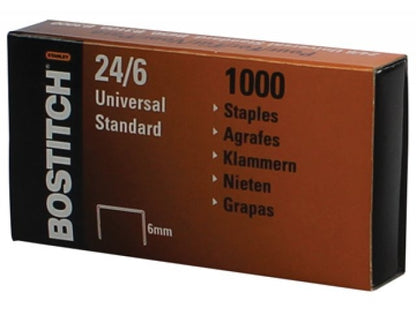 STANLEY
BOSTITCH
24/6
Universal
Standard
6mm
1000
Staples
Agrafes
Klammern
Nieten
Grapas